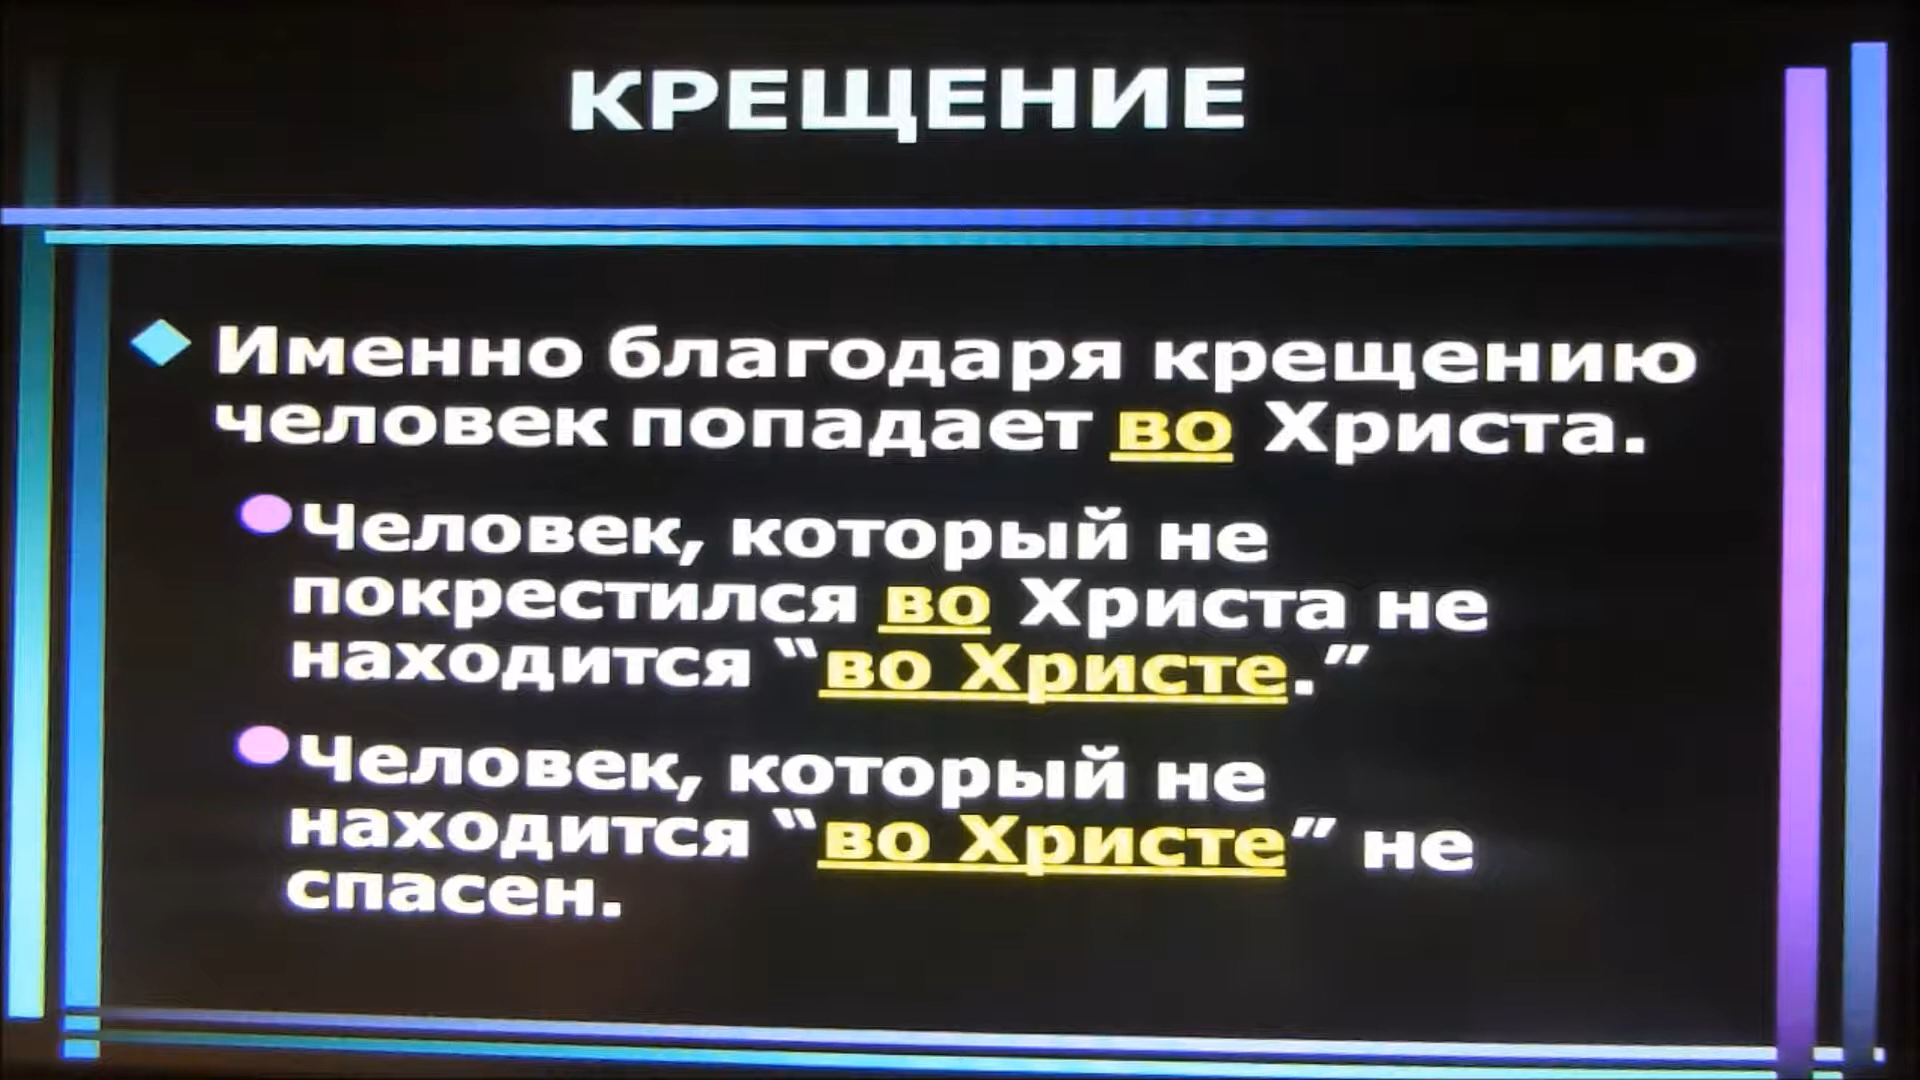 КРЕЩЕНИЕ
Именно благодаря крещению
человек попадает во Христа.
Человек, который не
покрестился во Христа не
находится “во Христе.”
Человек, который не
находится “во Христе” не
спасен.